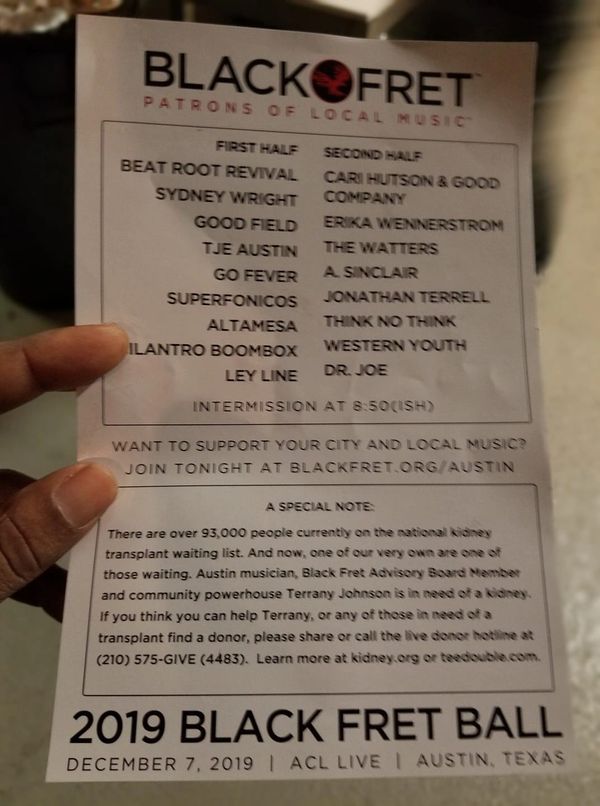 BLACK FRET™
PATRONS OF LOCAL MUSIC
FIRST HALF
BEAT ROOT REVIVAL
SYDNEY WRIGHT
GOOD FIELD
TJE AUSTIN
GO FEVER
SUPERFONICOS
ALTAMESA
ILANTRO BOOMBOX
LEY LINE
SECOND HALF
CARI HUTSON & GOOD
COMPANY
ERIKA WENNERSTROM
THE WATTERS
A. SINCLAIR
JONATHAN TERRELL
THINK NO THINK
WESTERN YOUTH
DR. JOE
INTERMISSION AT 8:50(ISH)
WANT TO SUPPORT YOUR CITY AND LOCAL MUSIC?
JOIN TONIGHT AT BLACKFRET.ORG/AUSTIN
A SPECIAL NOTE:
There are over 93,000 people currently on the national kidney
transplant waiting list. And now, one of our very own are one of
those waiting. Austin musician, Black Fret Advisory Board Member
and community powerhouse Terrany Johnson is in need of a kidney.
If you think you can help Terrany, or any of those in need of a
transplant find a donor, please share or call the live donor hotline at
(210) 575-GIVE (4483). Learn more at kidney.org or teedouble.com.
2019 BLACK FRET BALL
DECEMBER 7, 2019 | ACL LIVE | AUSTIN, TEXAS